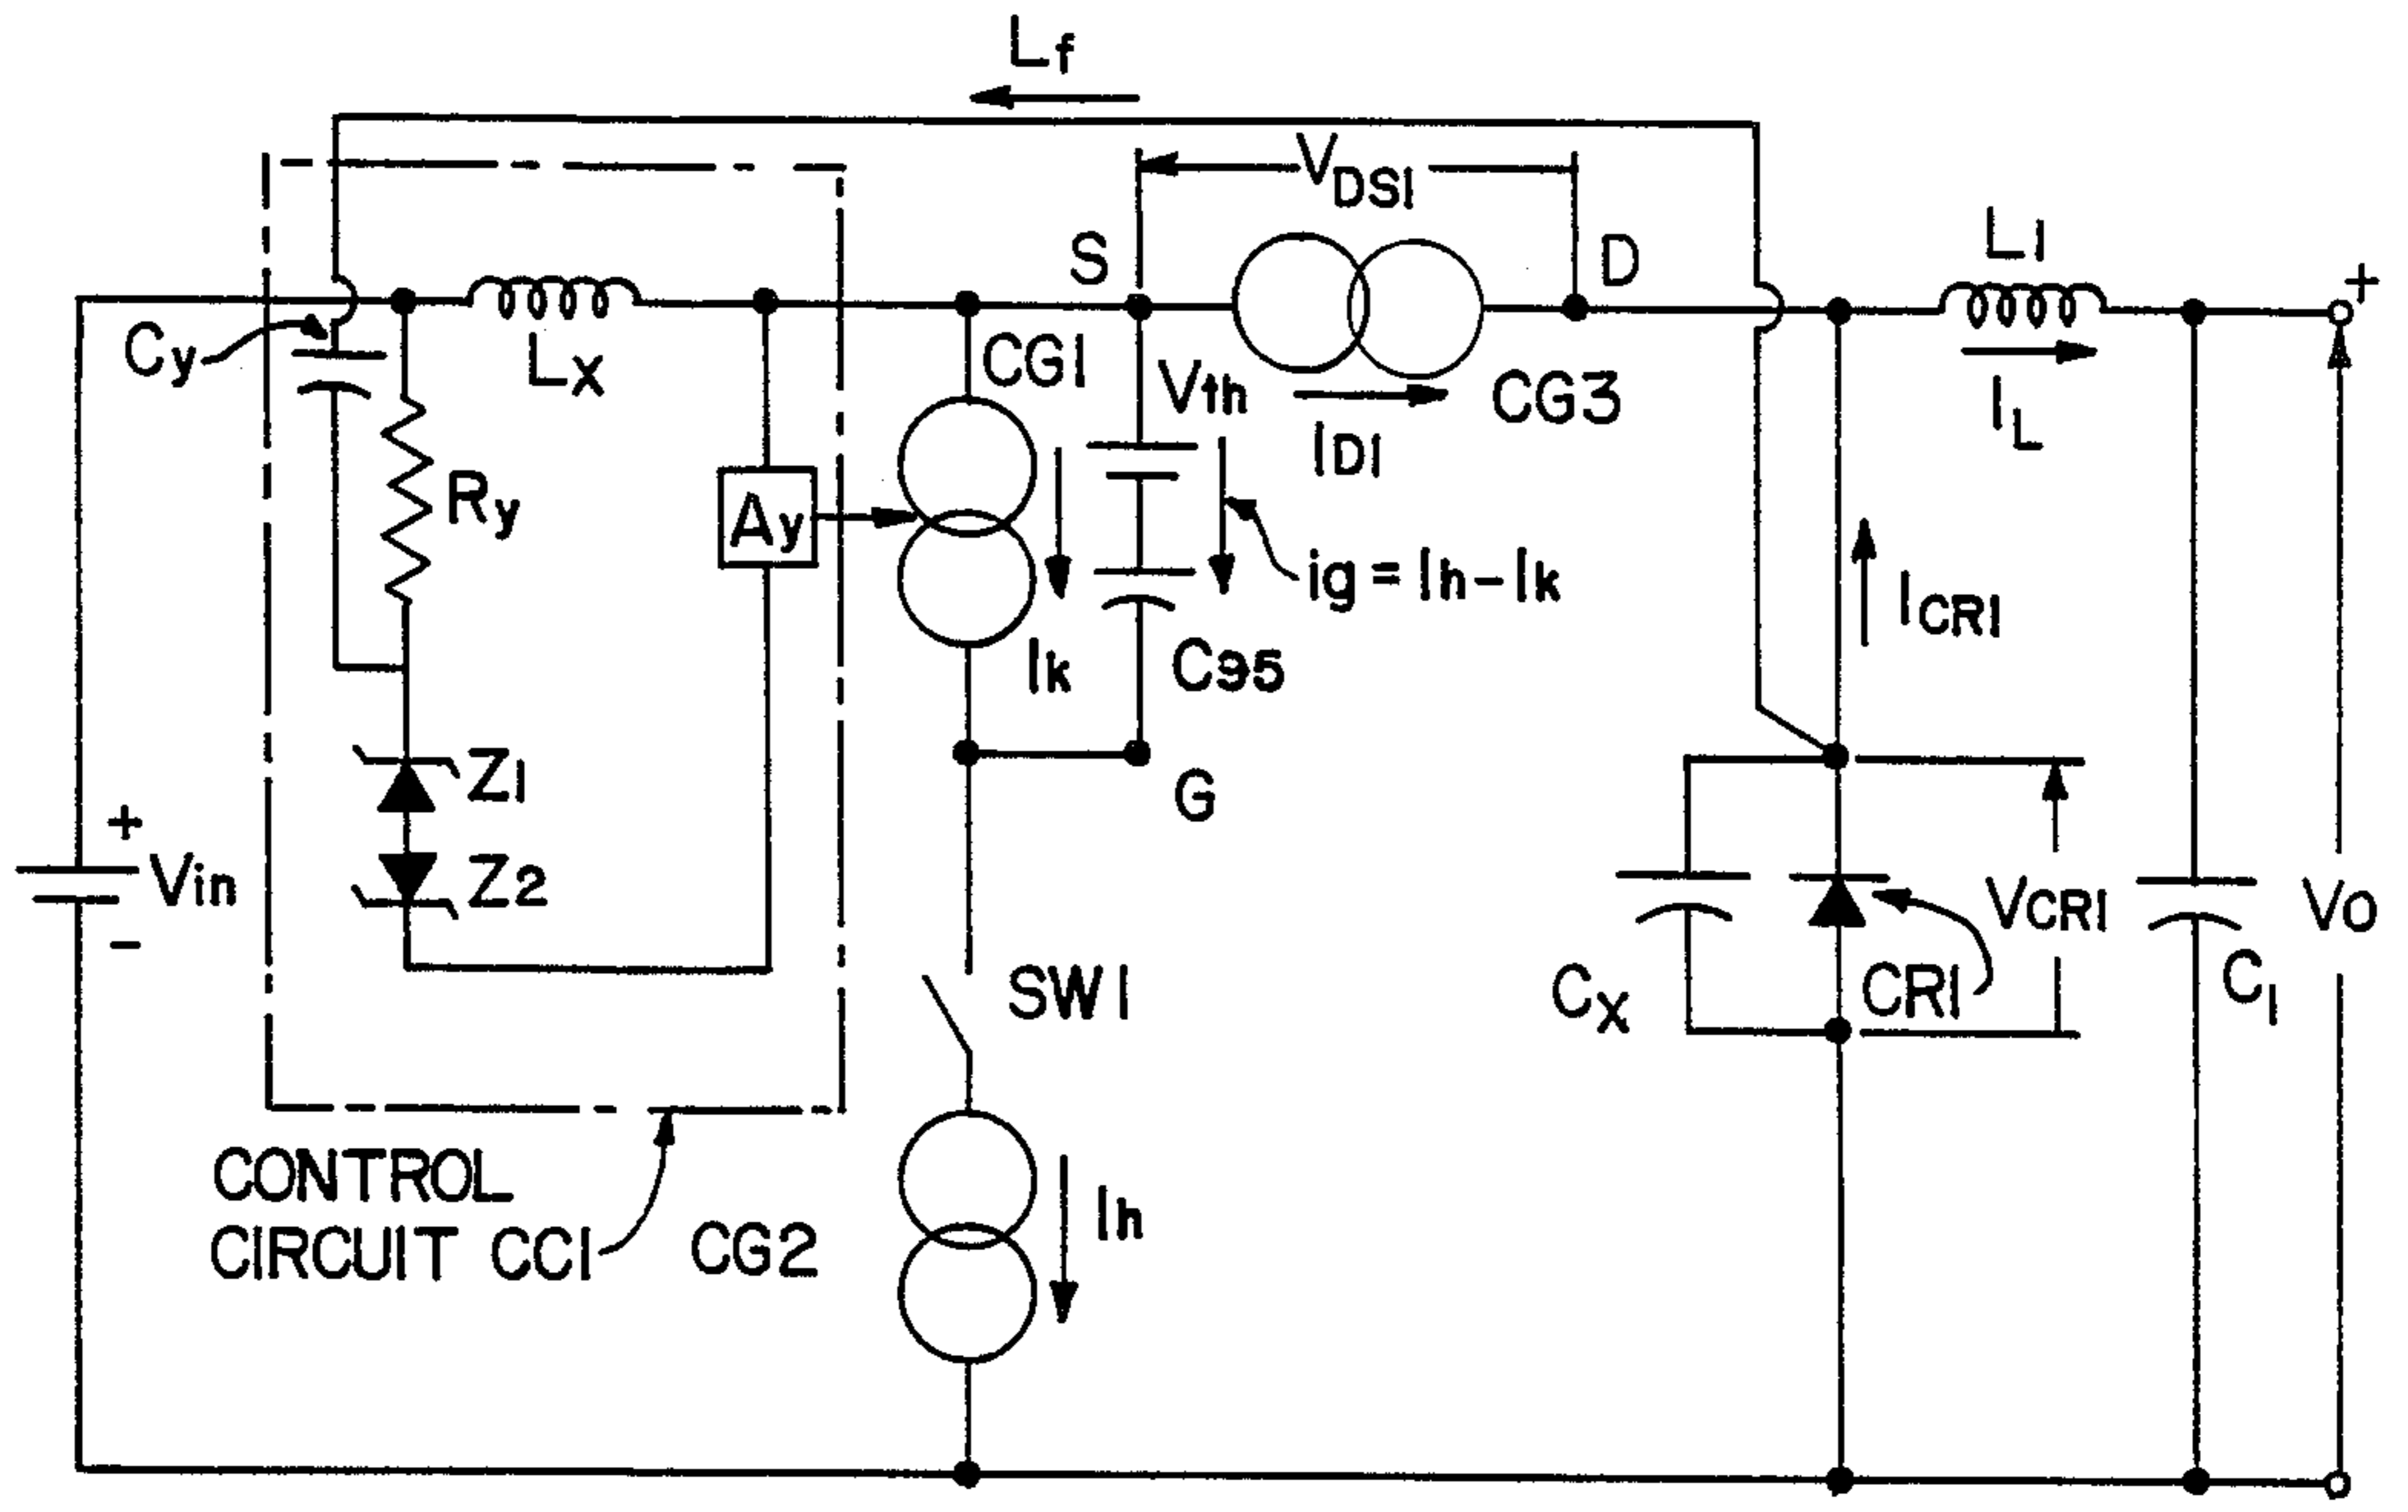 Lf
VDS1
S
D
L1
+
Cy
Lx
CG1
Vth
CG3
ID1
IL
Ry
Ay
ig = Ih - Ik
ICR1
Ik
C95
Z1
G
+
Vin
Z2
-
VCR1
VO
SW1
Cx
CR1
C1
CONTROL
CIRCUIT CC1
CG2
Ih